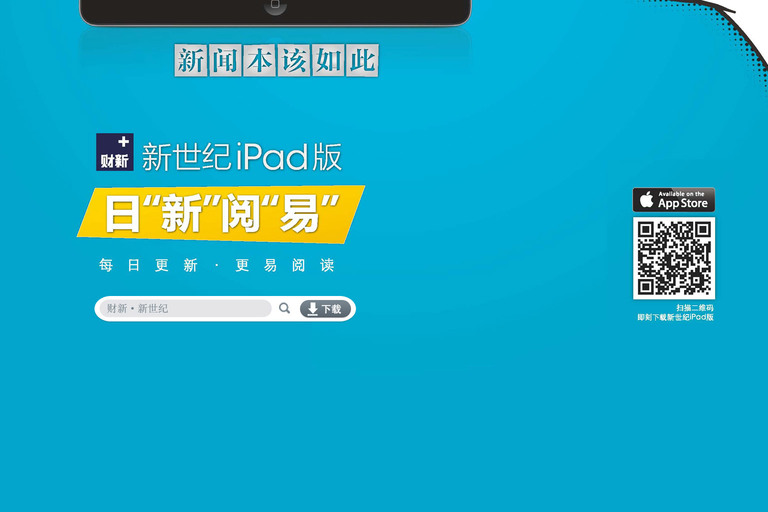 新闻本该如此
财新+
新世纪iPad版
日“新”阅“易”
每日更新·更易阅读
财新·新世纪
下载
Available on the
App Store
扫描二维码
即刻下载新世纪iPad版